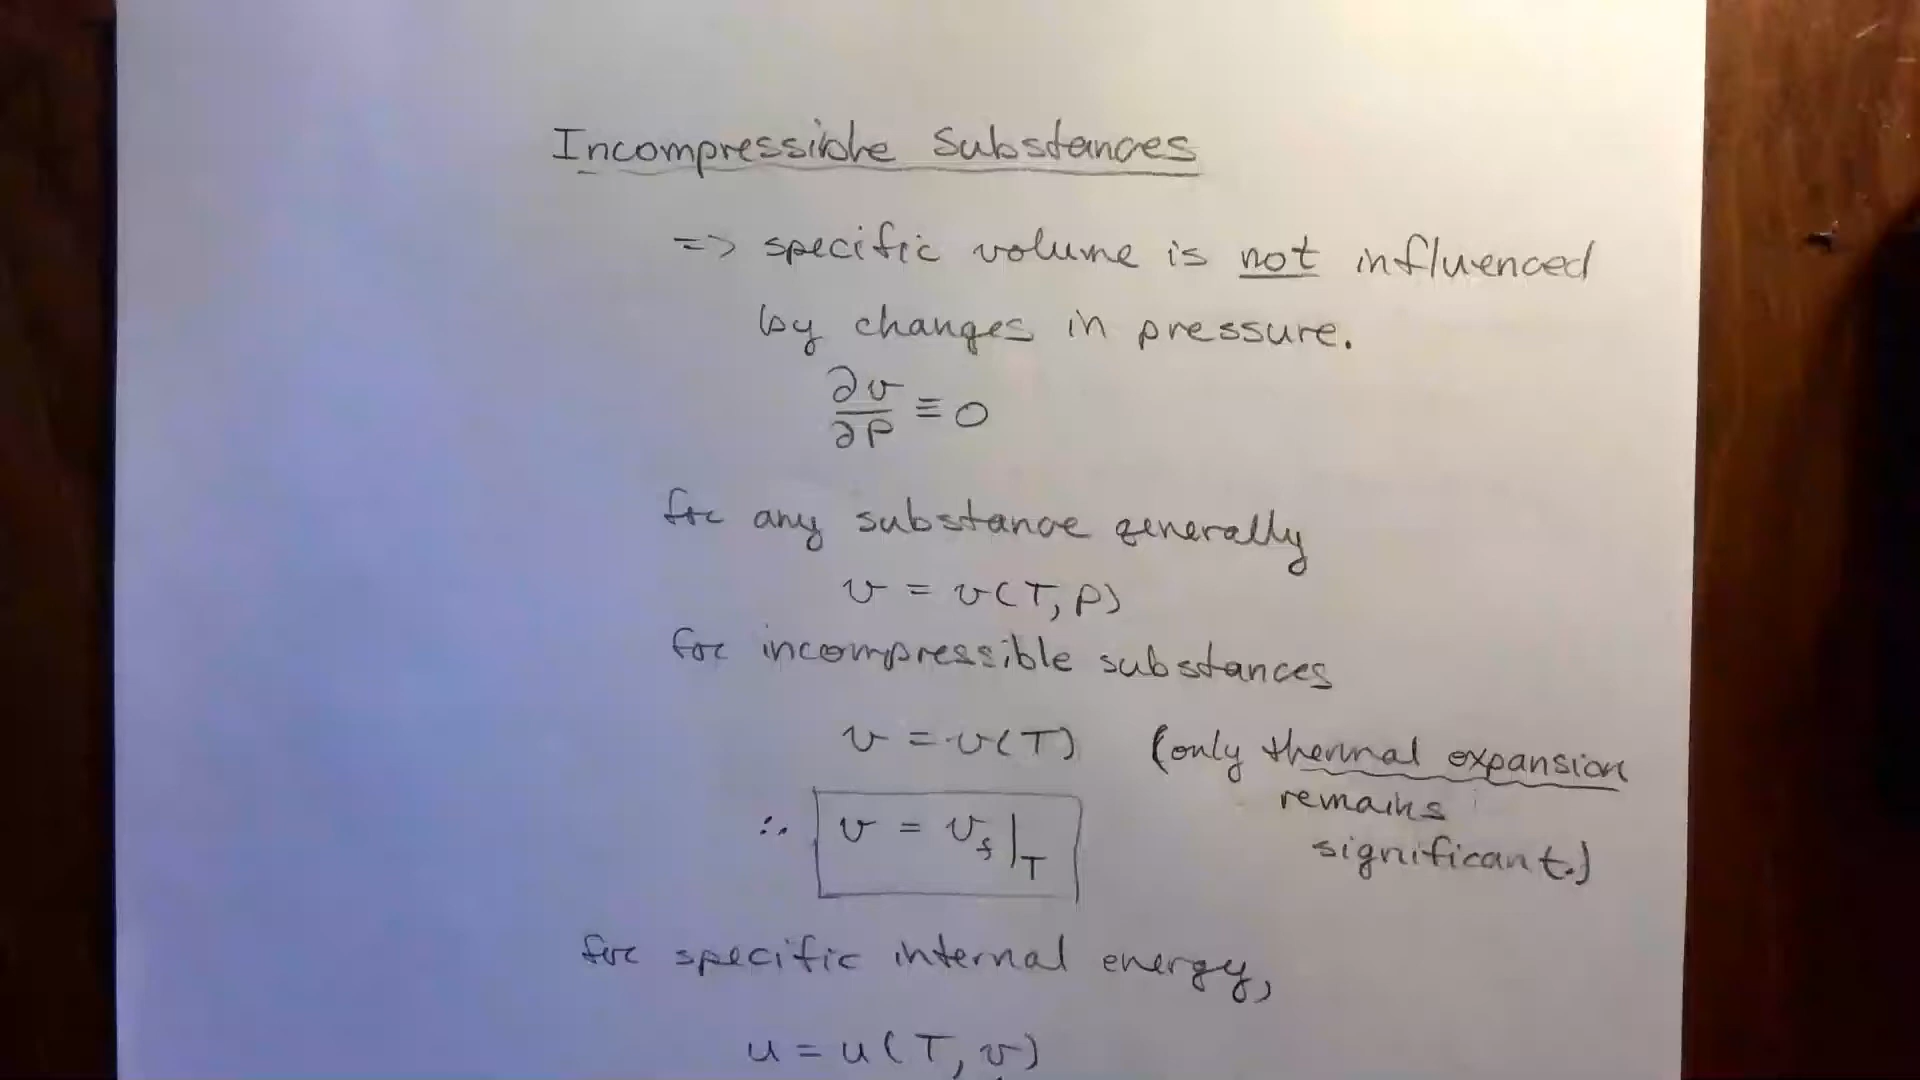 Incompressible Substances
=> specific volume is not influenced
by changes in pressure.
∂v/∂P ≡ 0
for any substance generally
v = v(T, P)
for incompressible substances
v = v(T) (only thermal expansion
remains
significant.)
∴ v = v_f|_T
for specific internal energy,
u = u(T, v)